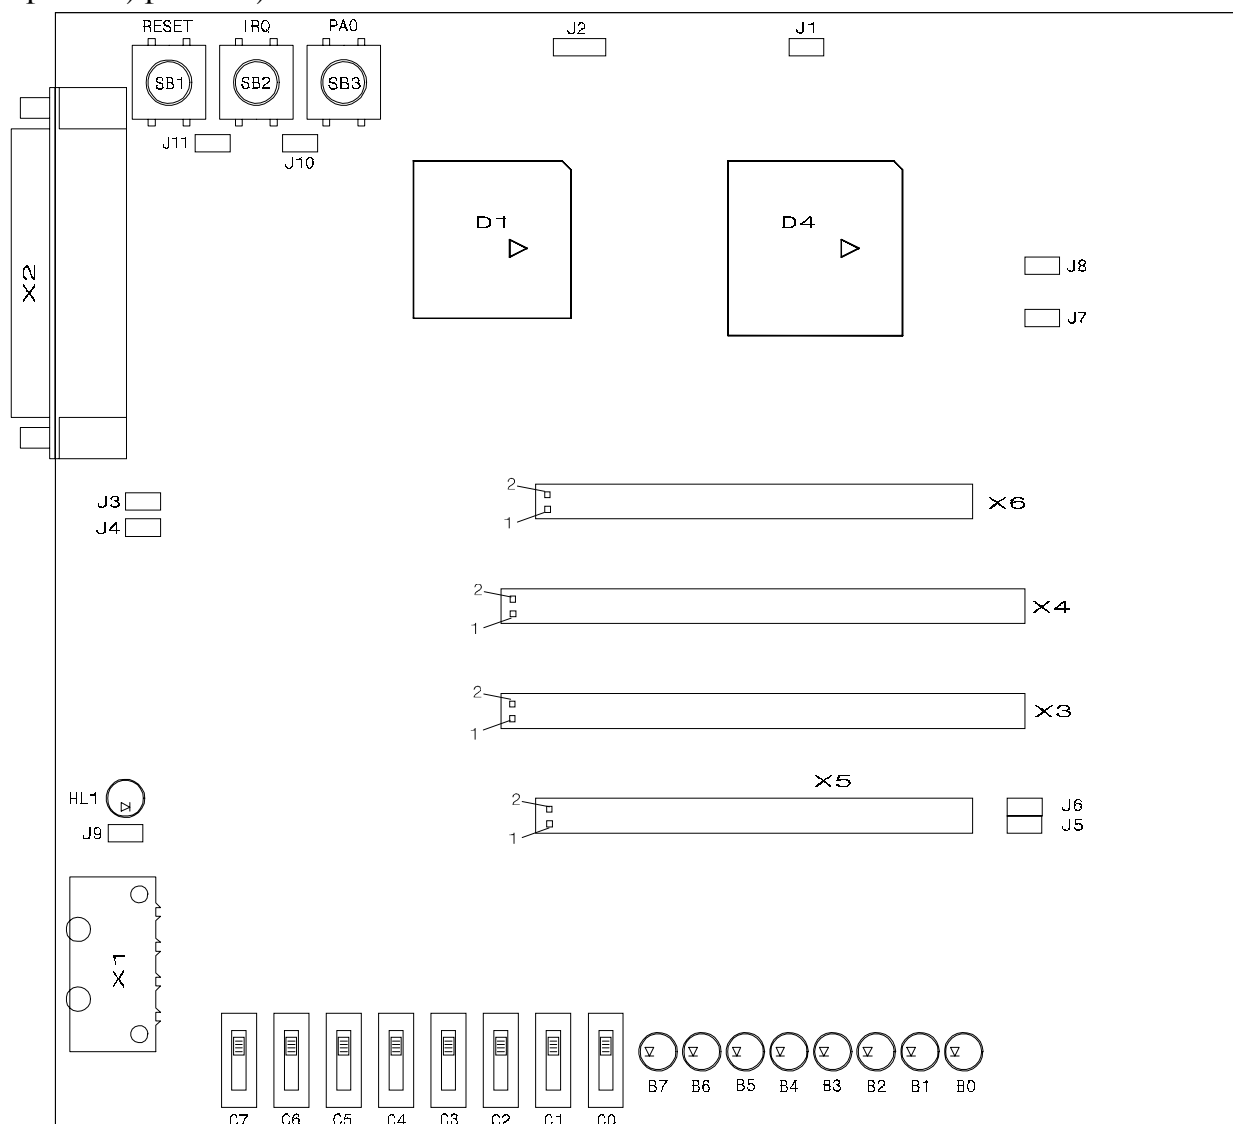 RESET IRQ PA0 J2 J1
SB1 SB2 SB3
J11 J10
D1 D4
X2
J8
J7
J3
J4
2
1
X6
2
1
X4
2
1
X3
X5
HL1
2
1
J6
J9
J5
X1
B7 B6 B5 B4 B3 B2 B1 B0
C7 C6 C5 C4 C3 C2 C1 C0